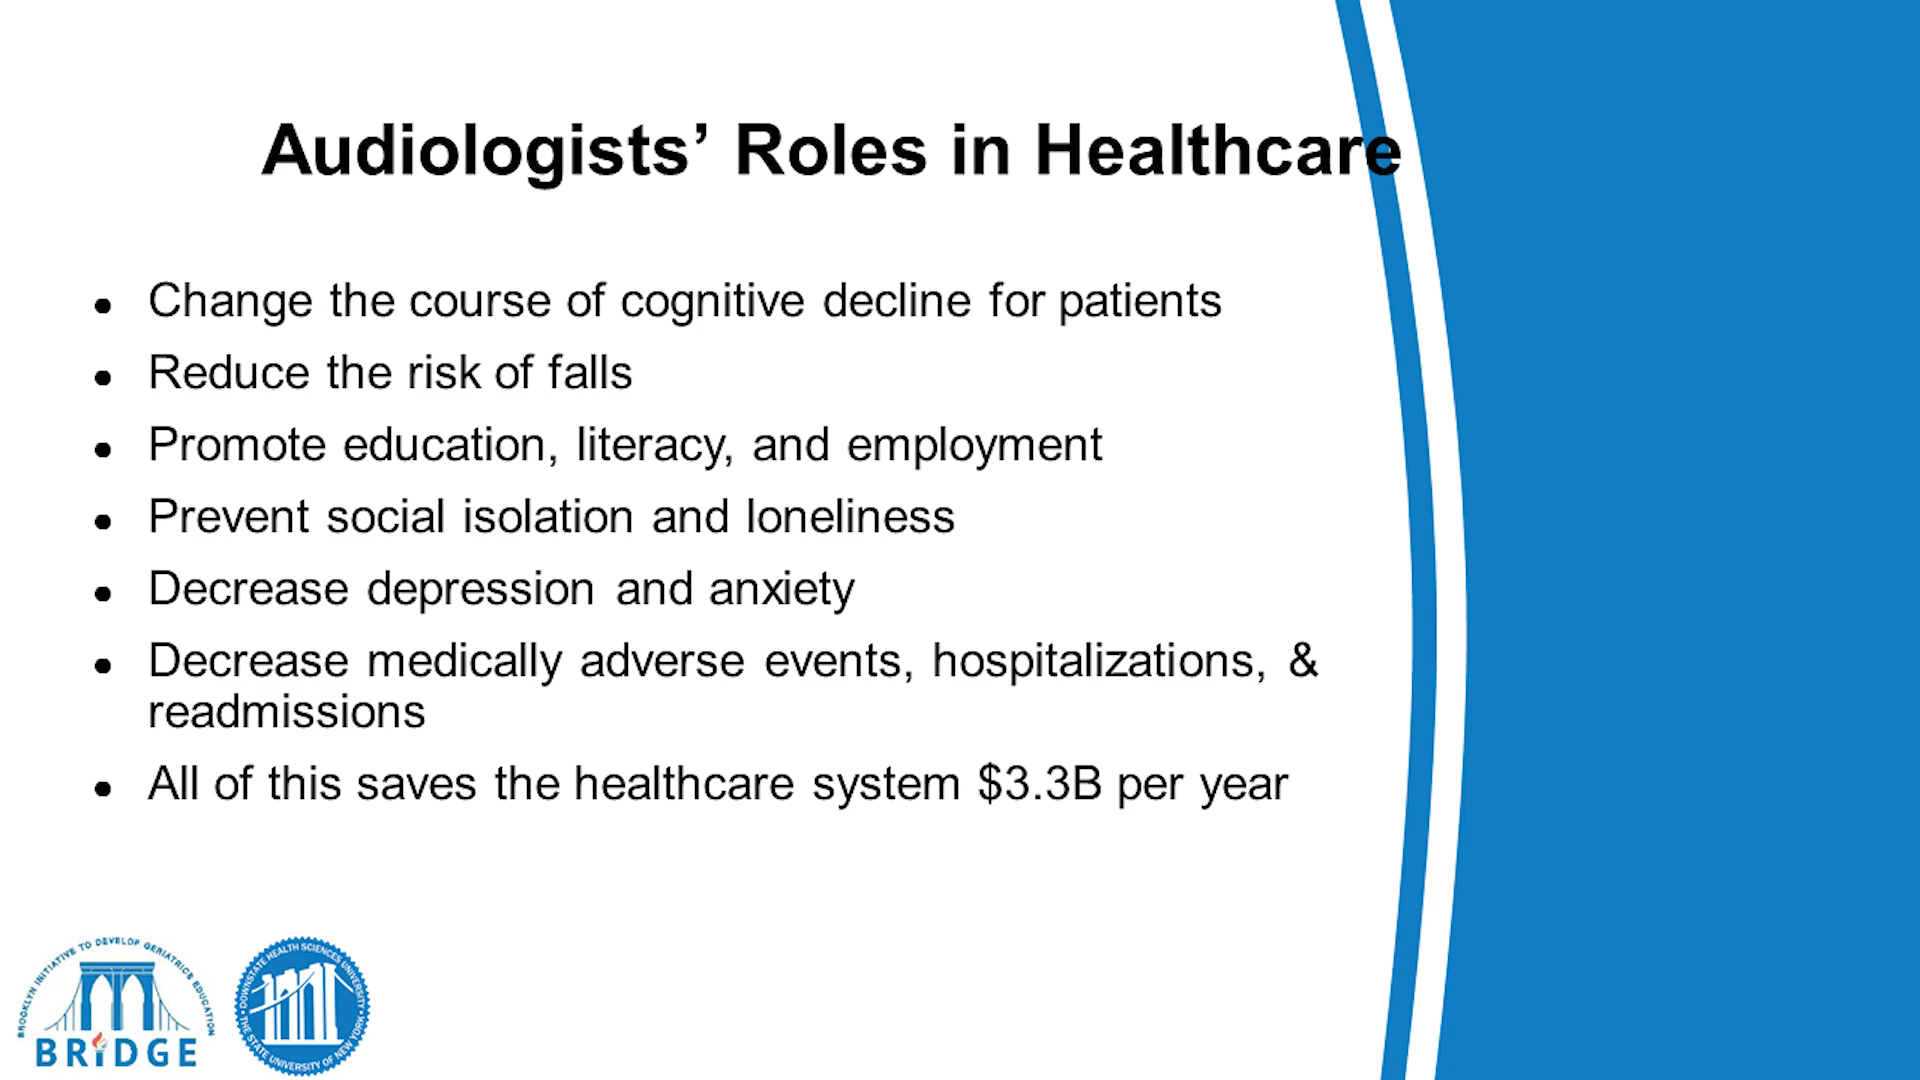 Audiologists’ Roles in Healthcare
● Change the course of cognitive decline for patients
● Reduce the risk of falls
● Promote education, literacy, and employment
● Prevent social isolation and loneliness
● Decrease depression and anxiety
● Decrease medically adverse events, hospitalizations, &
readmissions
● All of this saves the healthcare system $3.3B per year
BROOKLYN INITIATIVE TO DEVELOP GERIATRICS EDUCATION
BRIDGE
DOWNSTATE HEALTH SCIENCES UNIVERSITY
THE STATE UNIVERSITY OF NEW YORK